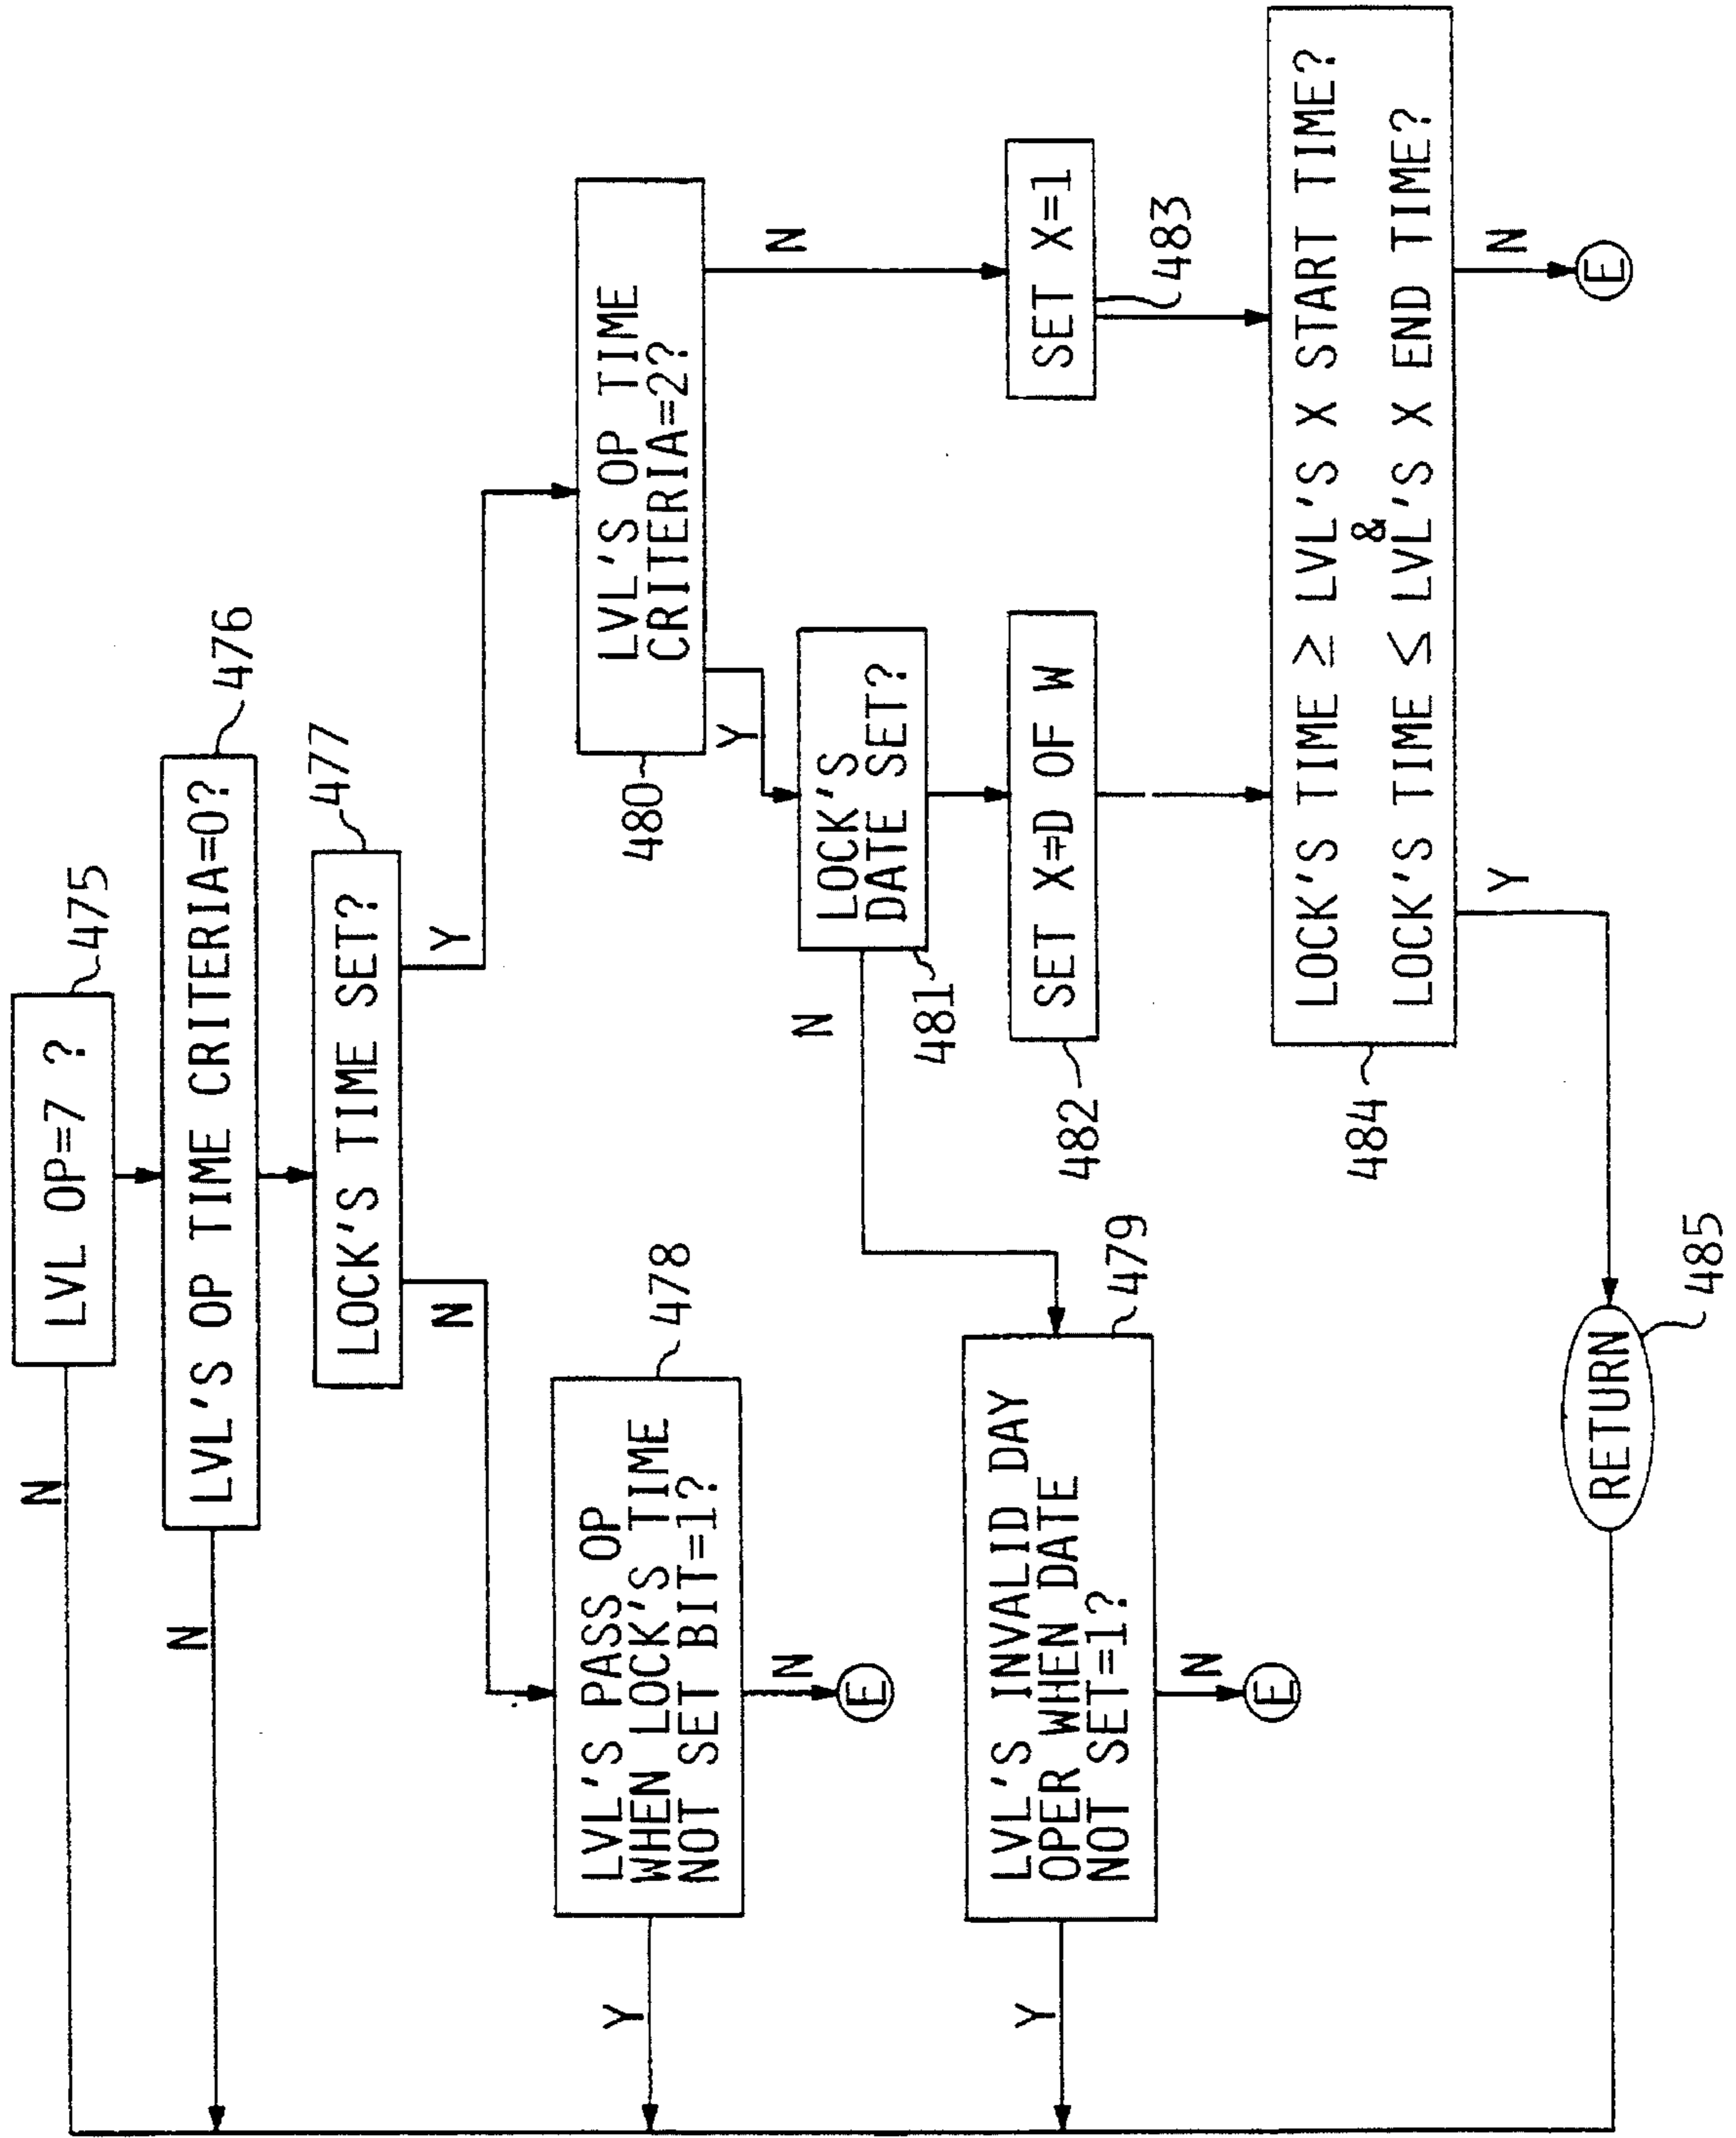 LVL OP=7 ?
475
N
LVL'S OP TIME CRITERIA=0?
476
N
LOCK'S TIME SET?
477
N
Y
LVL'S PASS OP
WHEN LOCK'S TIME
NOT SET BIT=1?
478
Y
N
E
LVL'S OP TIME
CRITERIA=2?
480
Y
N
LOCK'S
DATE SET?
481
N
LVL'S INVALID DAY
OPER WHEN DATE
NOT SET=1?
479
Y
N
E
SET X=D OF W
482
SET X=1
483
LOCK'S TIME ≥ LVL'S X START TIME?
&
LOCK'S TIME ≤ LVL'S X END TIME?
484
Y
N
E
RETURN
485